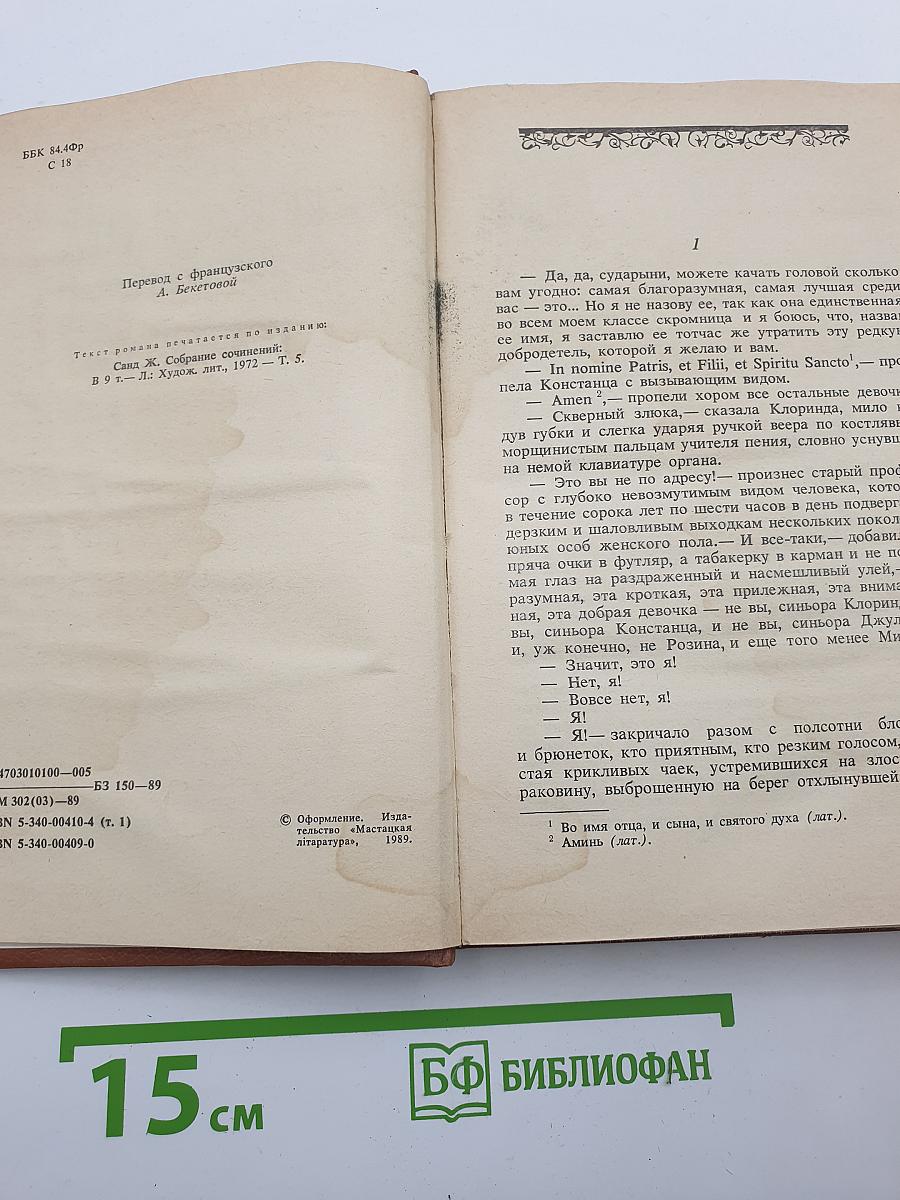 ББК 84.4Фр
С 18
Перевод с французского
А. Бекетовой
Текст романа печатается по изданию:
Санд Ж. Собрание сочинений:
В 9 т.— Л.: Худож. лит., 1972 — Т. 5.
4703010100—005
БЗ 150—89
М 302(03)—89
BN 5-340-00410-4 (т. 1)
BN 5-340-00409-0
© Оформление. Изда-
тельство «Мастацкая
літаратура», 1989.
1
— Да, да, сударыни, можете качать головой сколько
вам угодно: самая благоразумная, самая лучшая среди
вас — это... Но я не назову ее, так как она единственная
во всем моем классе скромница и я боюсь, что, назва
ее имя, я заставлю ее тотчас же утратить эту редкую
добродетель, которой я желаю и вам.
— In nomine Patris, et Filii, et Spiritu Sancto¹,— про
пела Констанца с вызывающим видом.
— Amen ²,— пропели хором все остальные девочк
— Скверный злюка,— сказала Клоринда, мило
дув губки и слегка ударяя ручкой веера по костляв
морщинистым пальцам учителя пения, словно уснувш
на немой клавиатуре органа.
— Это вы не по адресу!— произнес старый проф
сор с глубоко невозмутимым видом человека, кото
в течение сорока лет по шести часов в день подверга
дерзким и шаловливым выходкам нескольких покол
юных особ женского пола.— И все-таки,— добавил
пряча очки в футляр, а табакерку в карман и не по
мая глаз на раздраженный и насмешливый улей,—
разумная, эта кроткая, эта прилежная, эта внима
ная, эта добрая девочка — не вы, синьора Клорин
вы, синьора Констанца, и не вы, синьора Джул
и, уж конечно, не Розина, и еще того менее Ми
— Значит, это я!
— Нет, я!
— Вовсе нет, я!
— Я!
— Я!— закричало разом с полсотни бло
и брюнеток, кто приятным, кто резким голосом,
стая крикливых чаек, устремившихся на злос
раковину, выброшенную на берег отхлынувшей
¹ Во имя отца, и сына, и святого духа (лат.).
² Аминь (лат.).
15 см
БФ БИБЛИОФАН